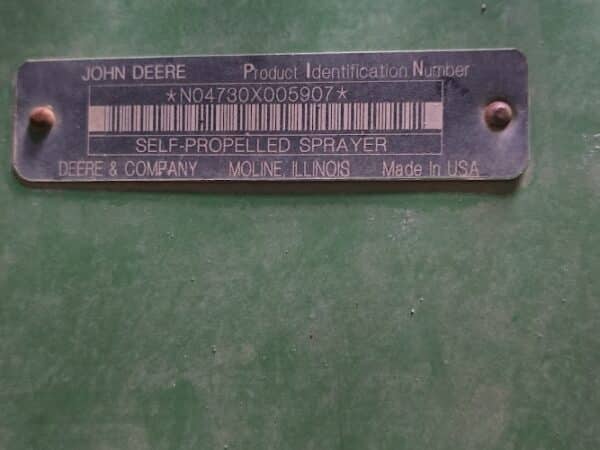 JOHN DEERE Product Identification Number
*N04730X005907*
SELF-PROPELLED SPRAYER
DEERE & COMPANY MOLINE, ILLINOIS Made In USA